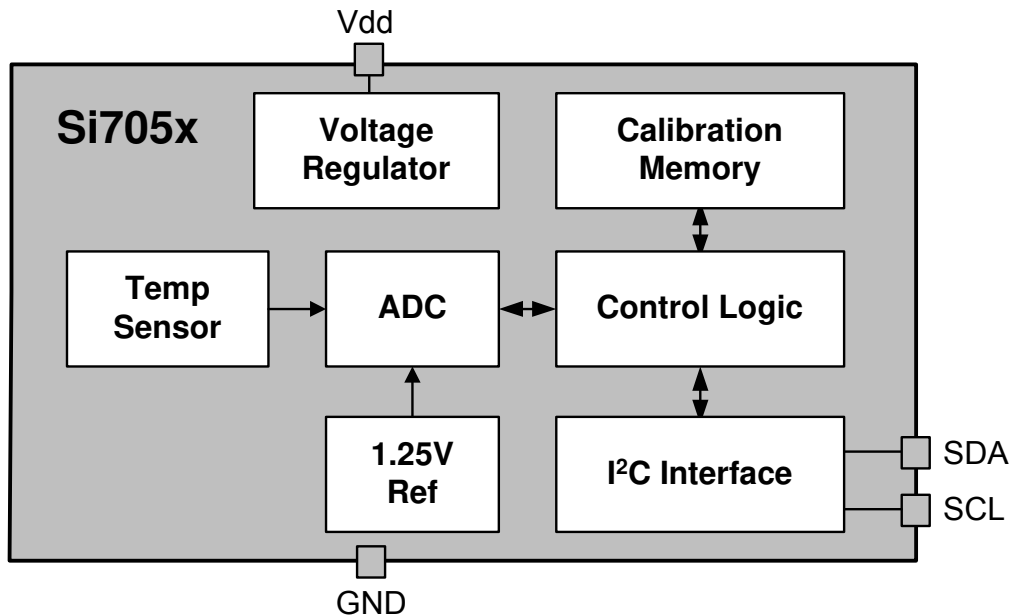 Vdd
Si705x
Voltage
Regulator
Calibration
Memory
Temp
Sensor
ADC
Control Logic
1.25V
Ref
I²C Interface
SDA
SCL
GND